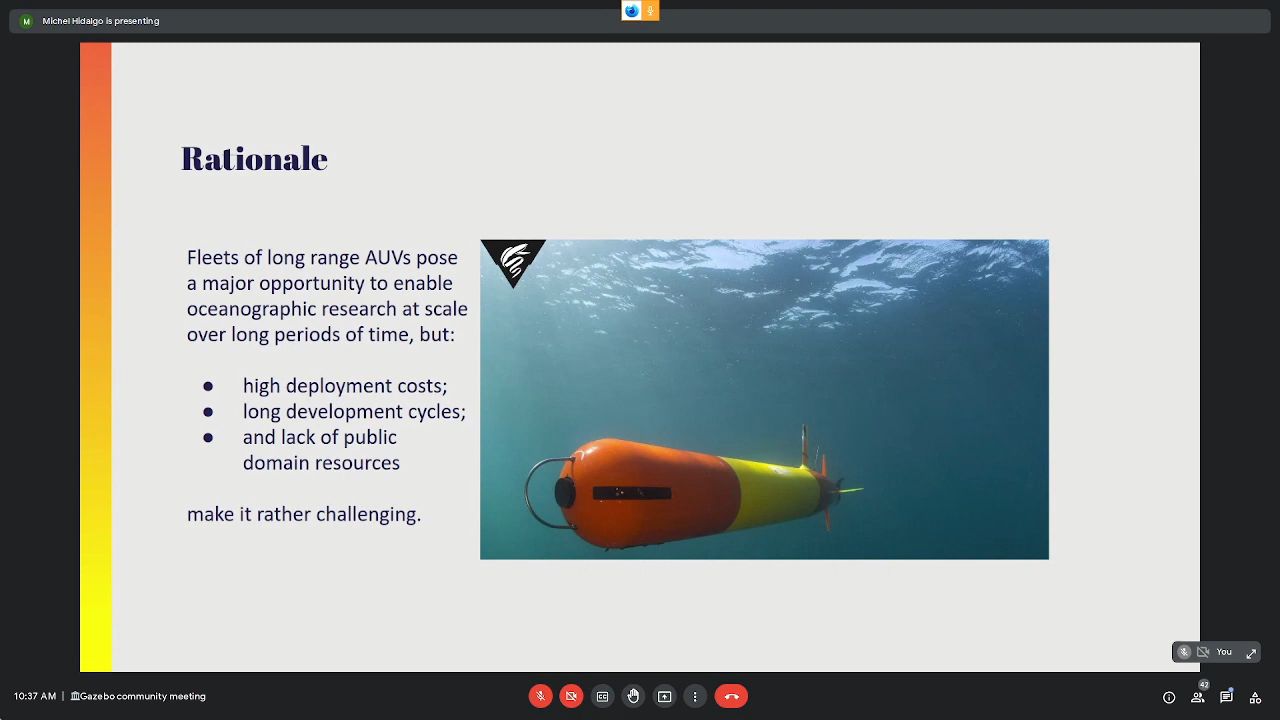 M Michel Hidalgo is presenting
Rationale
Fleets of long range AUVs pose
a major opportunity to enable
oceanographic research at scale
over long periods of time, but:
● high deployment costs;
● long development cycles;
● and lack of public
domain resources
make it rather challenging.
You
10:37 AM | 🏛Gazebo community meeting
CC
42